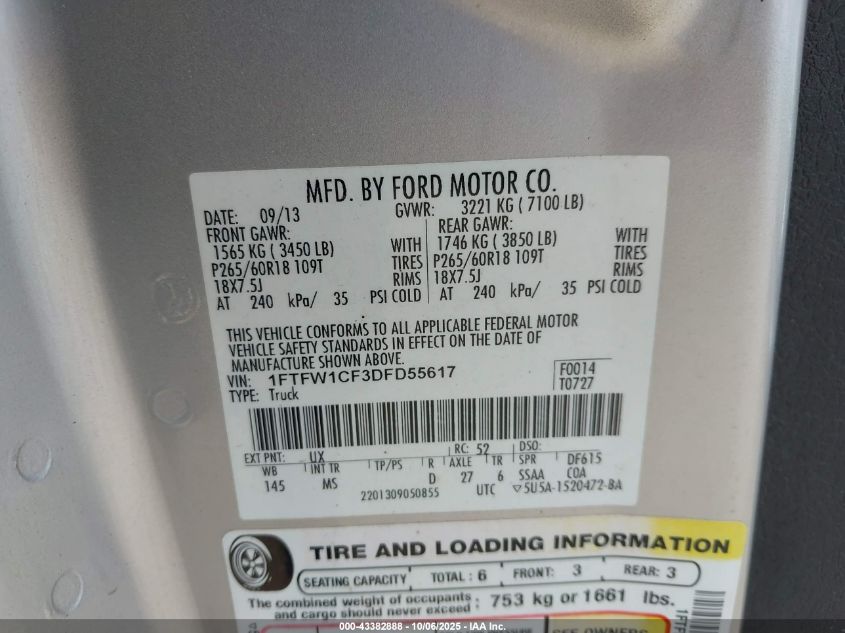 MFD. BY FORD MOTOR CO.
DATE: 09/13 GVWR: 3221 KG ( 7100 LB)
FRONT GAWR: REAR GAWR:
1565 KG ( 3450 LB) WITH 1746 KG ( 3850 LB) WITH
P265/60R18 109T TIRES P265/60R18 109T TIRES
18X7.5J RIMS 18X7.5J RIMS
AT 240 kPa/ 35 PSI COLD AT 240 kPa/ 35 PSI COLD
THIS VEHICLE CONFORMS TO ALL APPLICABLE FEDERAL MOTOR
VEHICLE SAFETY STANDARDS IN EFFECT ON THE DATE OF
MANUFACTURE SHOWN ABOVE.
VIN: 1FTFW1CF3DFD55617 F0014
TYPE: Truck T0727
EXT PNT: UX RC: 52 DSO:
WB INT TR TP/PS R AXLE TR SPR DF615
145 MS D 27 6 SSAA COA
2201309050855 UTC ▽5U5A-1520472-BA
TIRE AND LOADING INFORMATION
SEATING CAPACITY TOTAL : 6 FRONT: 3 REAR: 3
The combined weight of occupants and cargo should never exceed : 753 kg or 1661 lbs.
SEE OWNERS
000-43382888 - 10/06/2025 - IAA Inc.